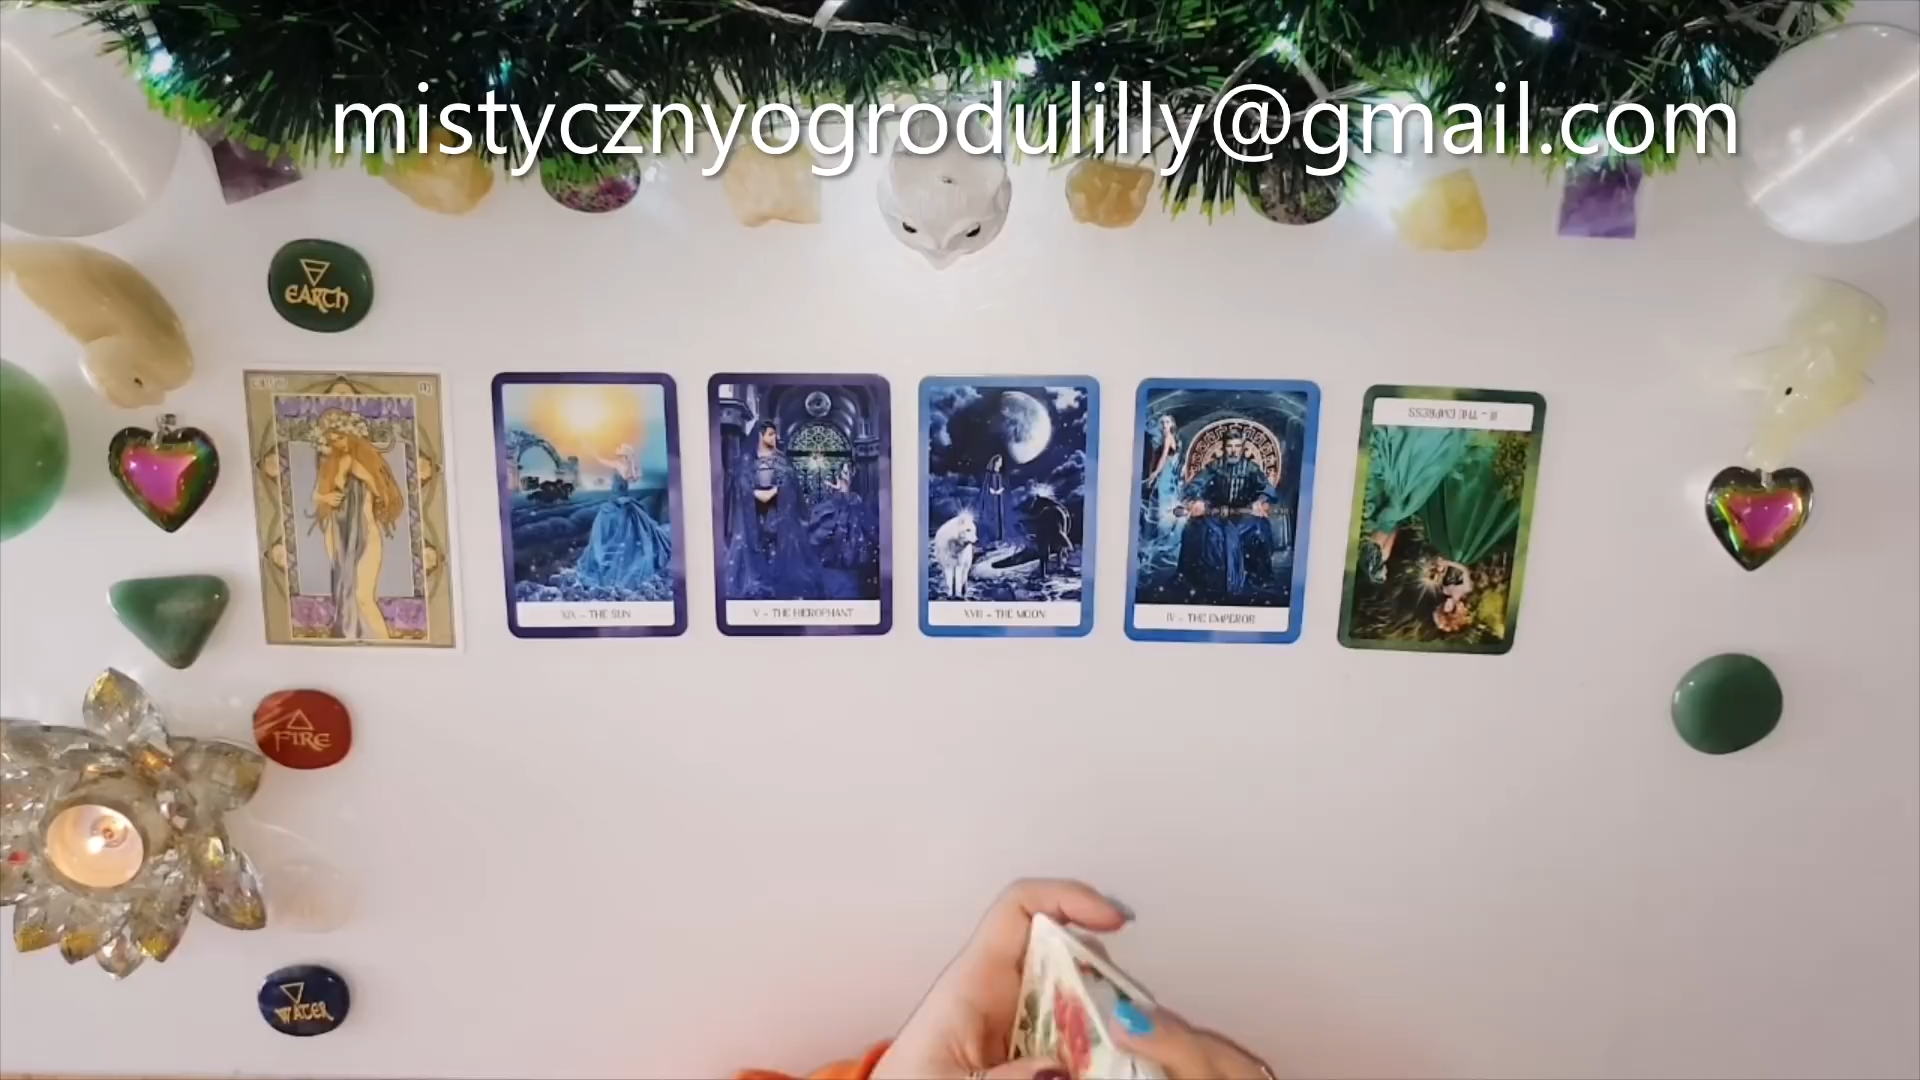 mistycznyogrodulilly@gmail.com
EARTH
III - THE EMPRESS
XIX - THE SUN
V - THE HIEROPHANT
XVIII - THE MOON
IV - THE EMPEROR
FIRE
WATER